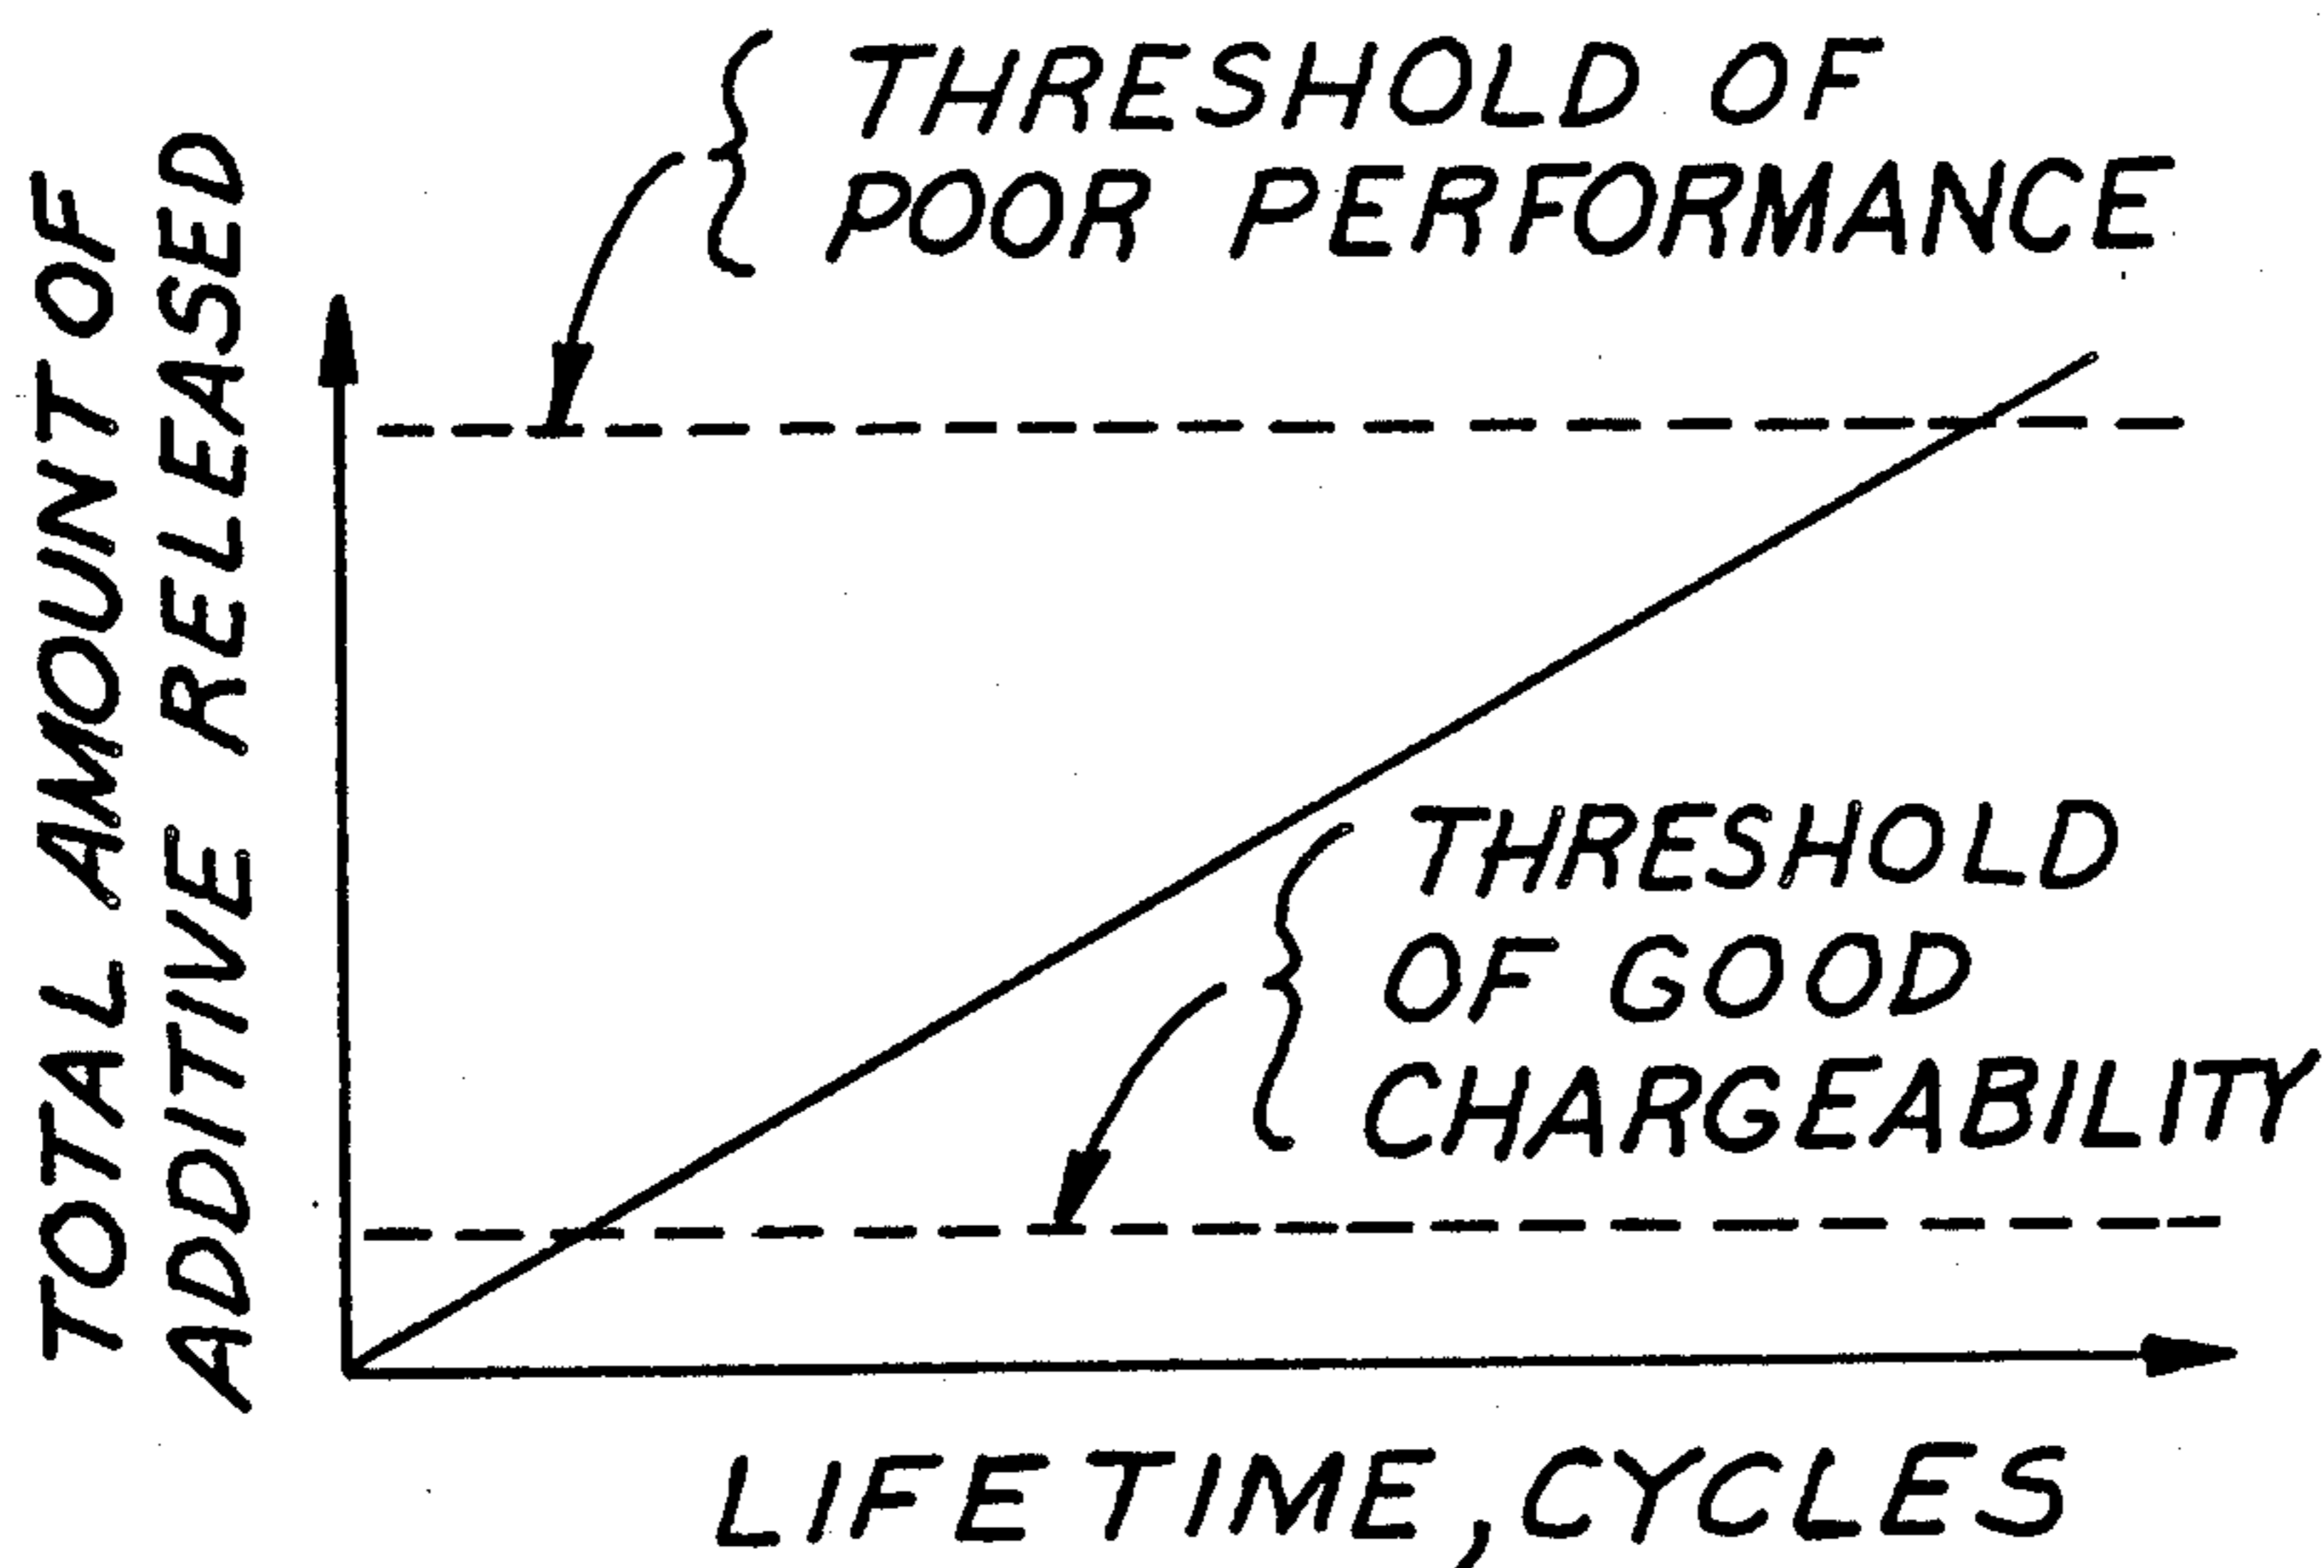 THRESHOLD OF
POOR PERFORMANCE
TOTAL AMOUNT OF
ADDITIVE RELEASED
THRESHOLD
OF GOOD
CHARGEABILITY
LIFETIME, CYCLES